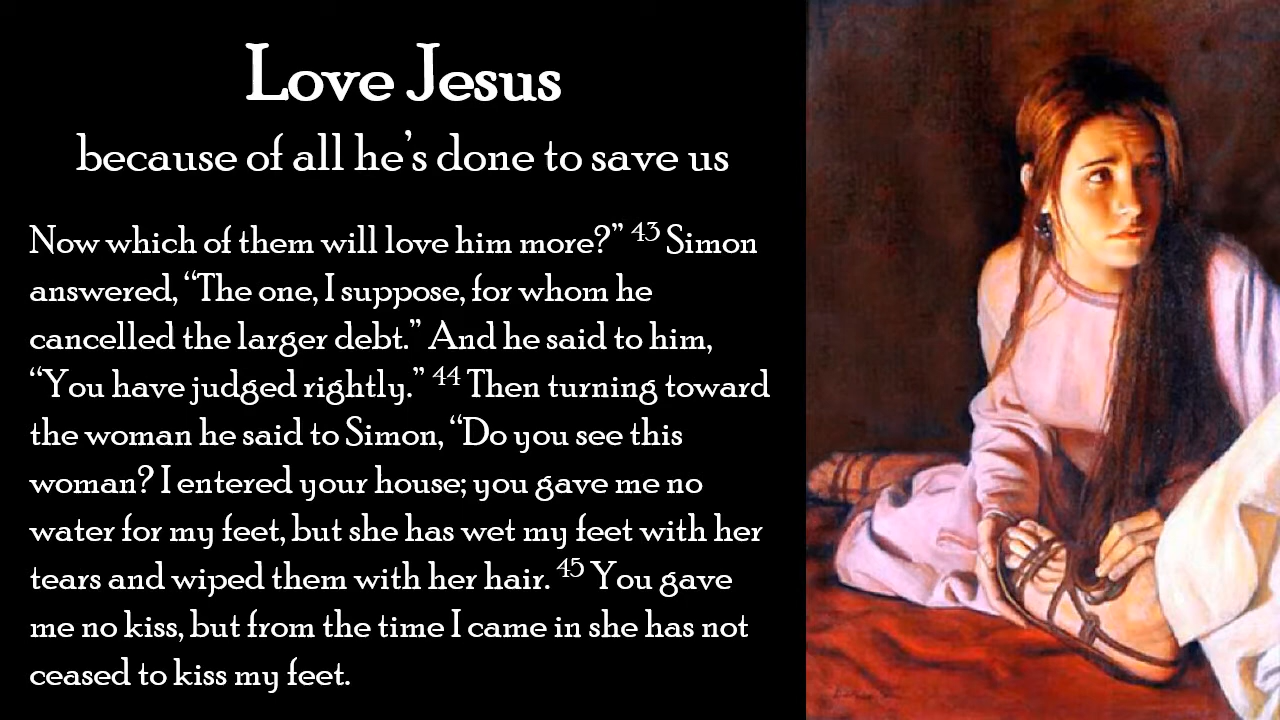 Love Jesus
because of all he’s done to save us
Now which of them will love him more?” 43 Simon
answered, “The one, I suppose, for whom he
cancelled the larger debt.” And he said to him,
“You have judged rightly.” 44 Then turning toward
the woman he said to Simon, “Do you see this
woman? I entered your house; you gave me no
water for my feet, but she has wet my feet with her
tears and wiped them with her hair. 45 You gave
me no kiss, but from the time I came in she has not
ceased to kiss my feet.